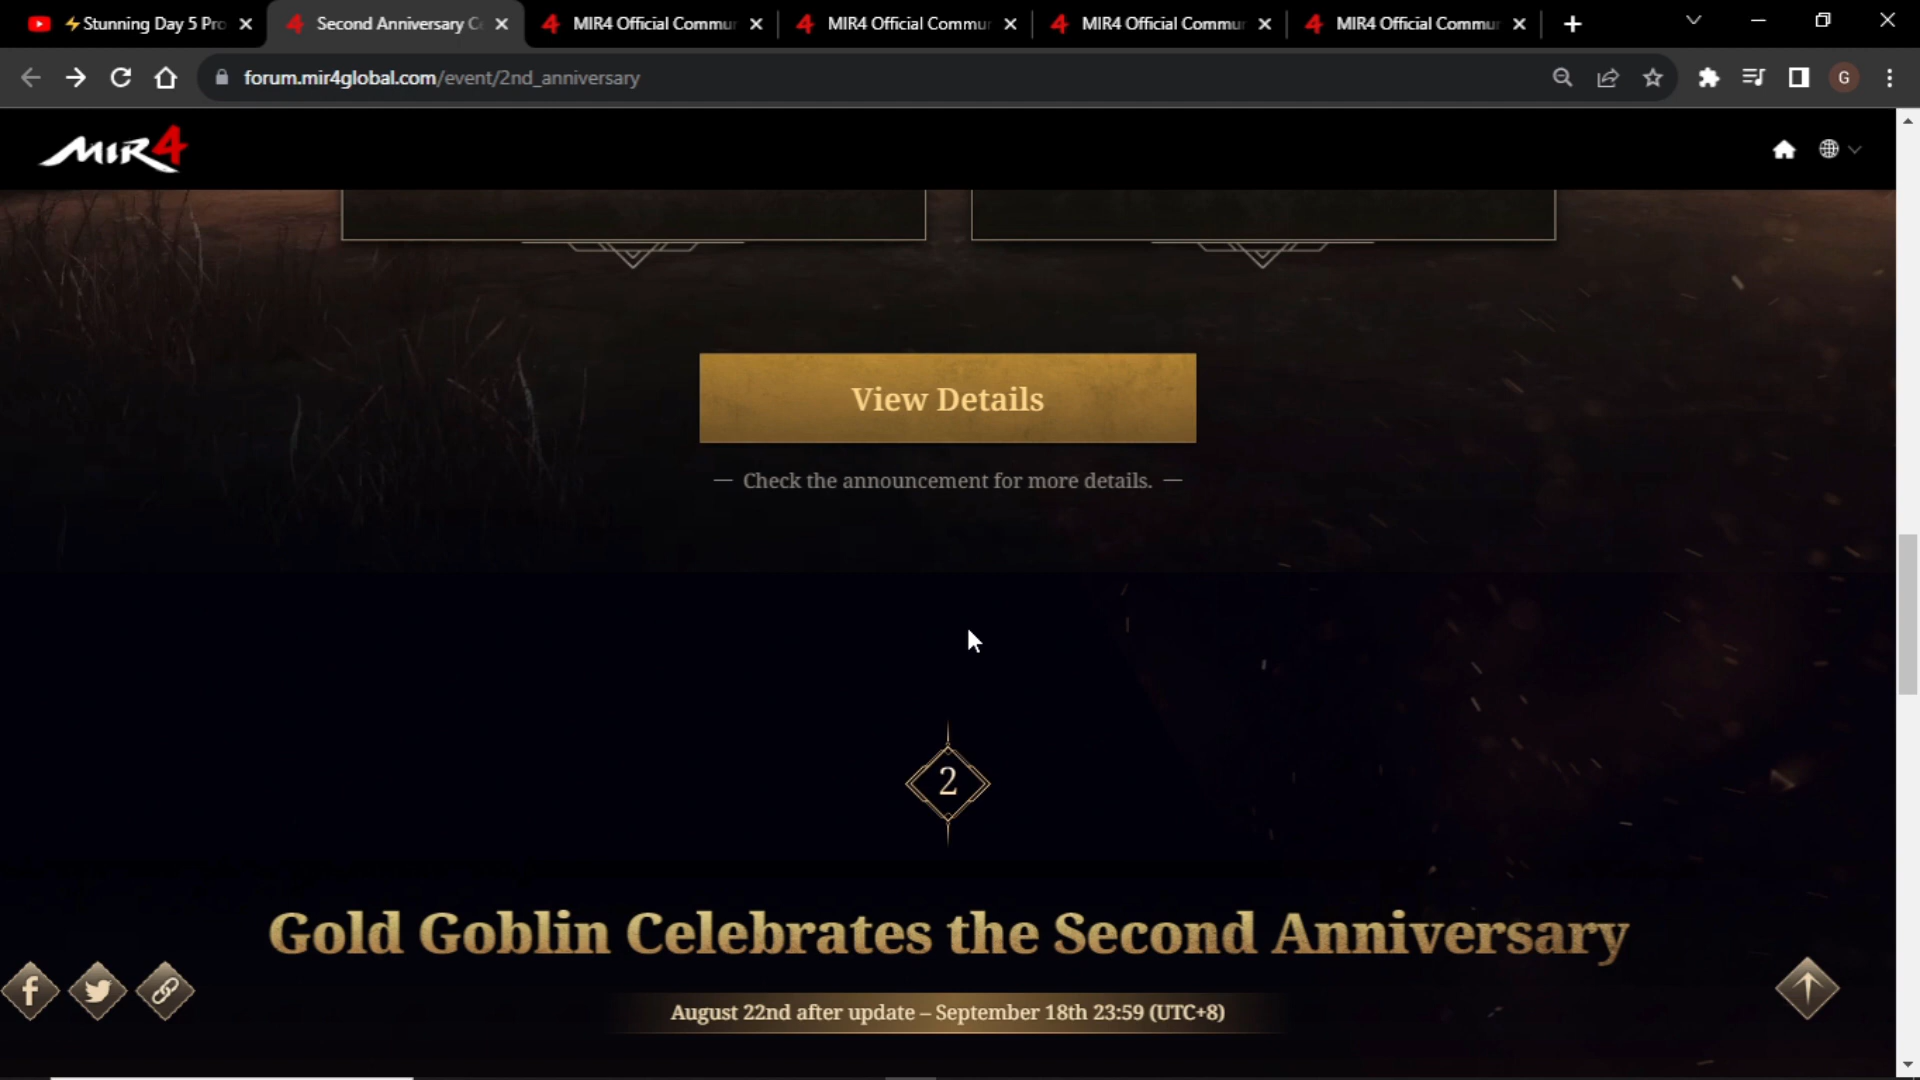 ⚡Stunning Day 5 Pro
Second Anniversary C
MIR4 Official Commu
MIR4 Official Commu
MIR4 Official Commu
MIR4 Official Commu
forum.mir4global.com/event/2nd_anniversary
G
MIR4
View Details
— Check the announcement for more details. —
2
Gold Goblin Celebrates the Second Anniversary
August 22nd after update – September 18th 23:59 (UTC+8)